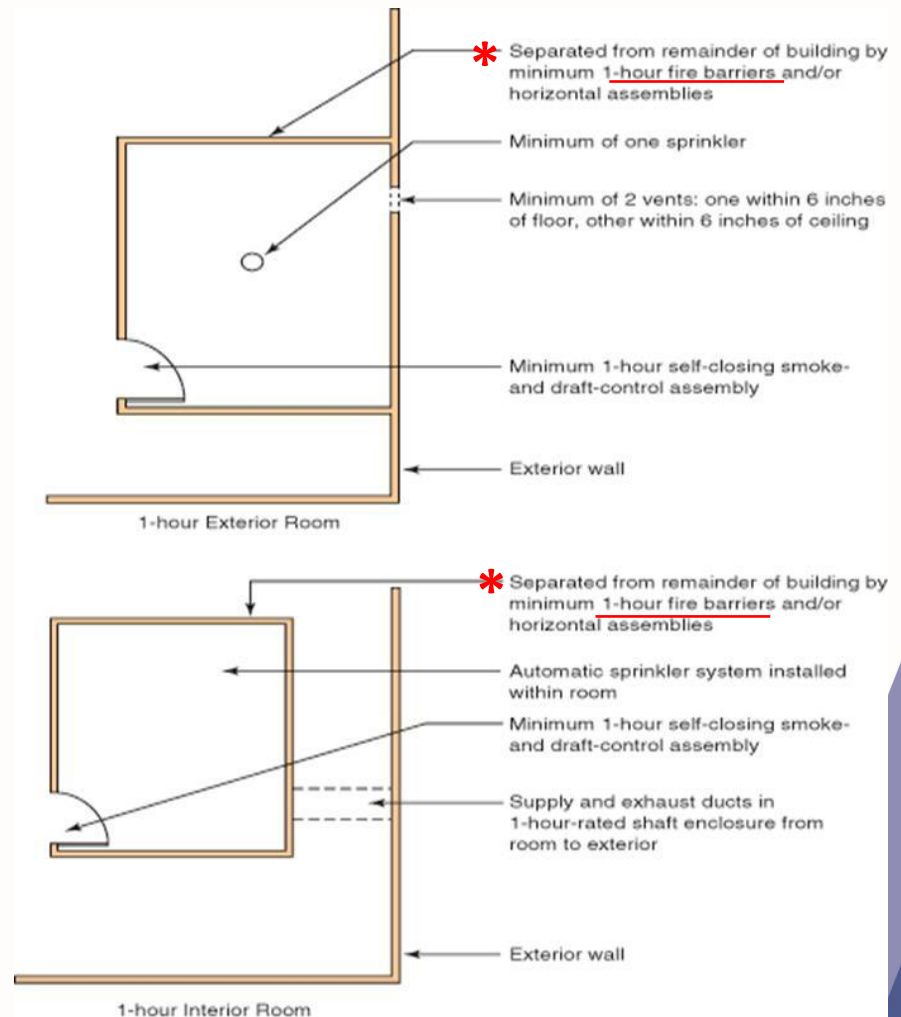 * Separated from remainder of building by
minimum 1-hour fire barriers and/or
horizontal assemblies
Minimum of one sprinkler
Minimum of 2 vents: one within 6 inches
of floor, other within 6 inches of ceiling
Minimum 1-hour self-closing smoke-
and draft-control assembly
Exterior wall
1-hour Exterior Room
* Separated from remainder of building by
minimum 1-hour fire barriers and/or
horizontal assemblies
Automatic sprinkler system installed
within room
Minimum 1-hour self-closing smoke-
and draft-control assembly
Supply and exhaust ducts in
1-hour-rated shaft enclosure from
room to exterior
Exterior wall
1-hour Interior Room